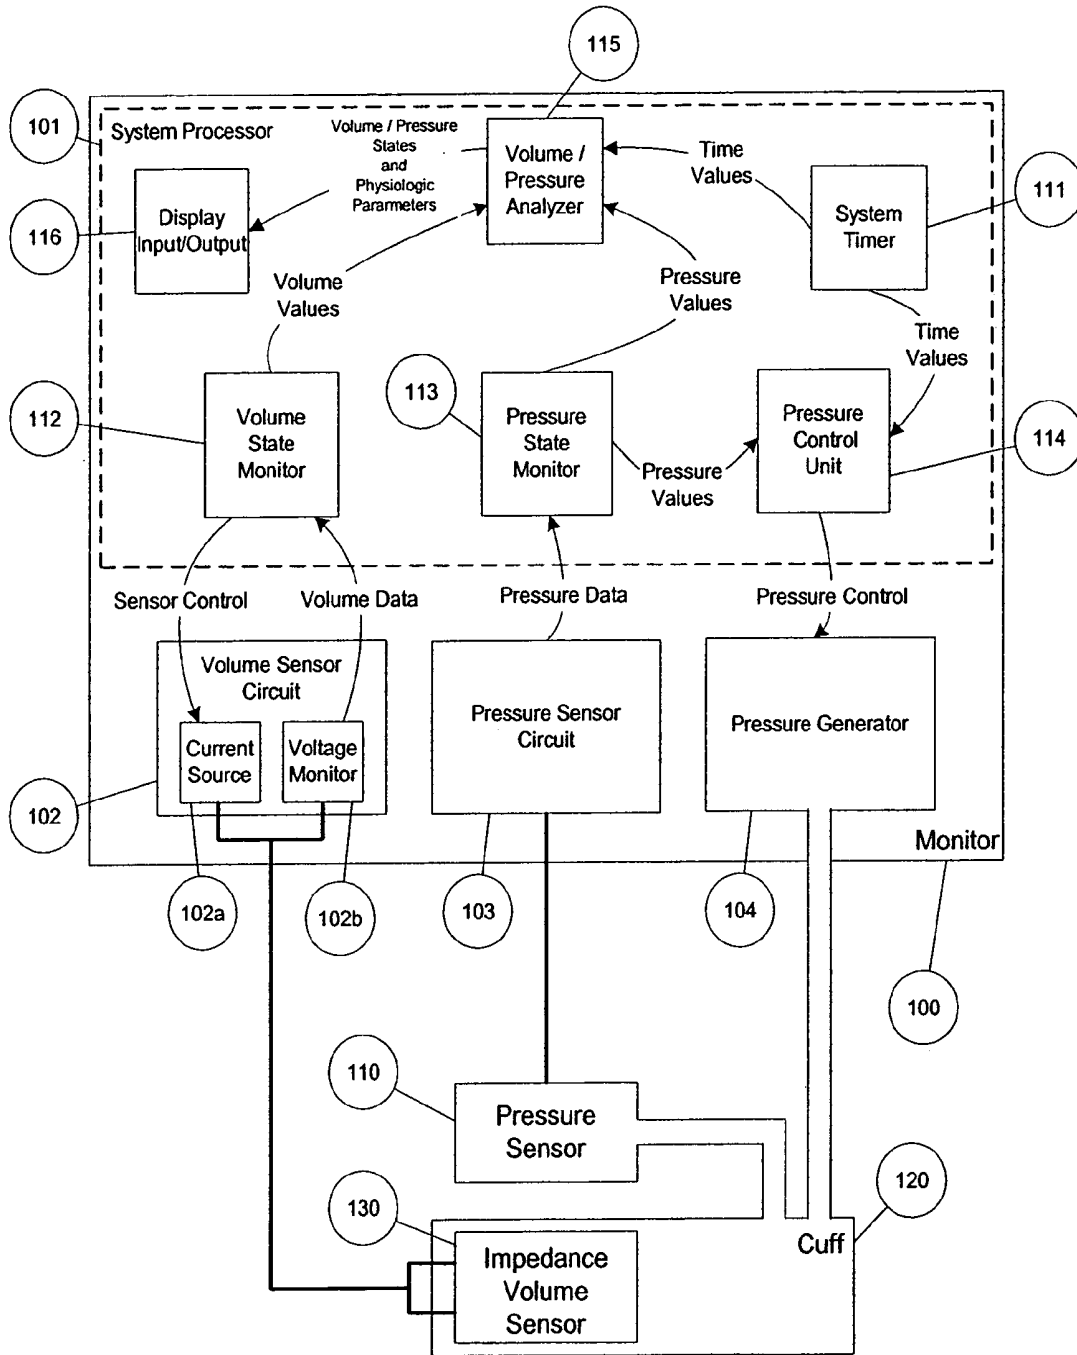 115
101
System Processor
Volume / Pressure
States
and
Physiologic
Pararmeters
Volume /
Pressure
Analyzer
Time
Values
111
System
Timer
116
Display
Input/Output
Volume
Values
Pressure
Values
Time
Values
112
Volume
State
Monitor
113
Pressure
State
Monitor
Pressure
Values
Pressure
Control
Unit
114
Sensor Control
Volume Data
Pressure Data
Pressure Control
Volume Sensor
Circuit
Current
Source
Voltage
Monitor
Pressure Sensor
Circuit
Pressure Generator
102
Monitor
102a
102b
103
104
100
110
Pressure
Sensor
120
130
Cuff
Impedance
Volume
Sensor